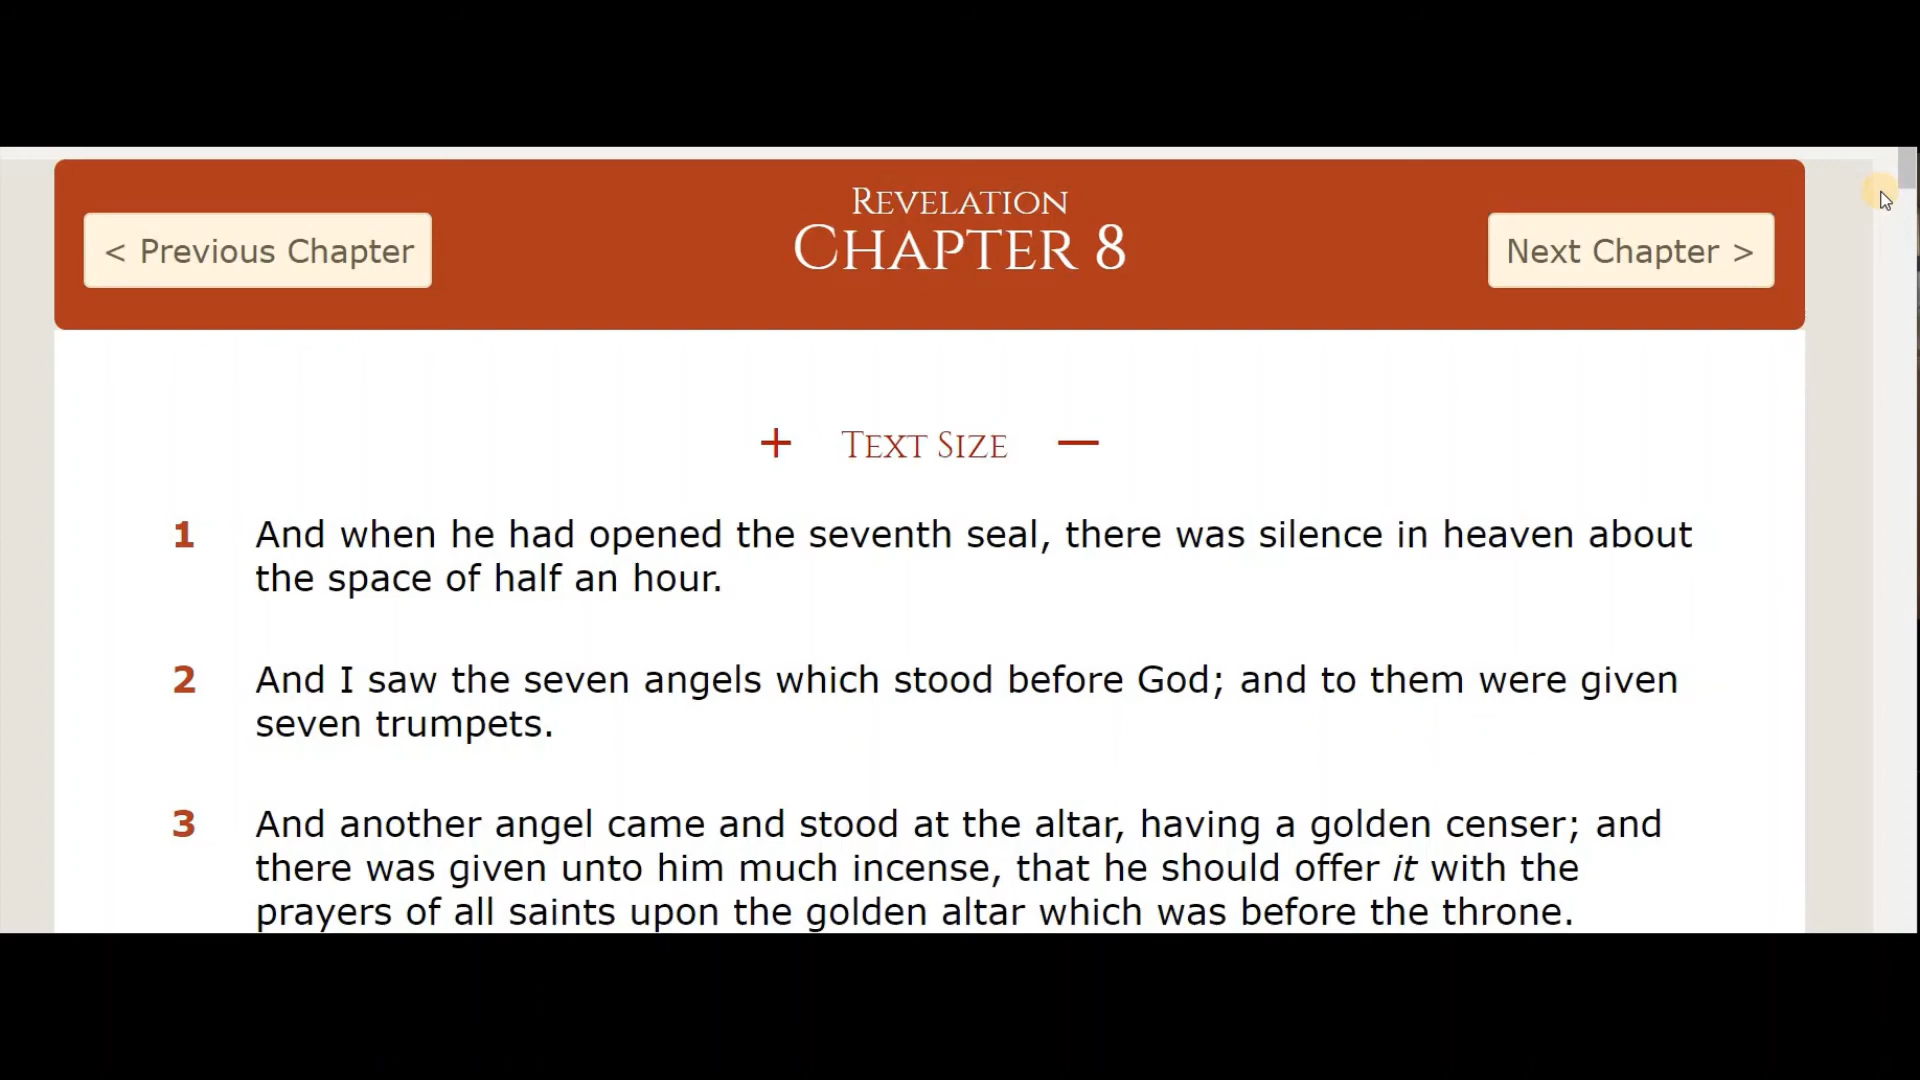 Revelation
< Previous Chapter
Chapter 8
Next Chapter >
+ Text Size —
1 And when he had opened the seventh seal, there was silence in heaven about
the space of half an hour.
2 And I saw the seven angels which stood before God; and to them were given
seven trumpets.
3 And another angel came and stood at the altar, having a golden censer; and
there was given unto him much incense, that he should offer it with the
prayers of all saints upon the golden altar which was before the throne.